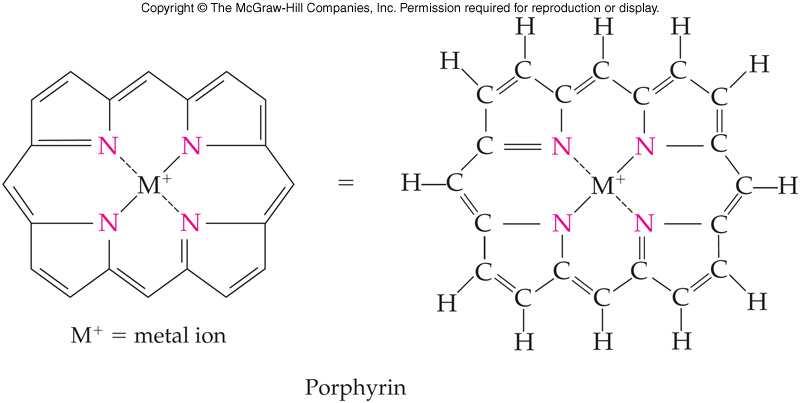 Copyright © The McGraw-Hill Companies, Inc. Permission required for reproduction or display.
H H H
H C C C H
C C C C
C N N C
N N
M⁺ = M⁺
H C C H
N N
C N N C
C C C C
H C C C H
H H H
M⁺ = metal ion
Porphyrin